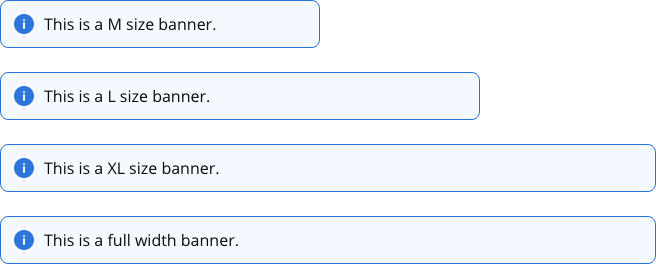 This is a M size banner.
This is a L size banner.
This is a XL size banner.
This is a full width banner.